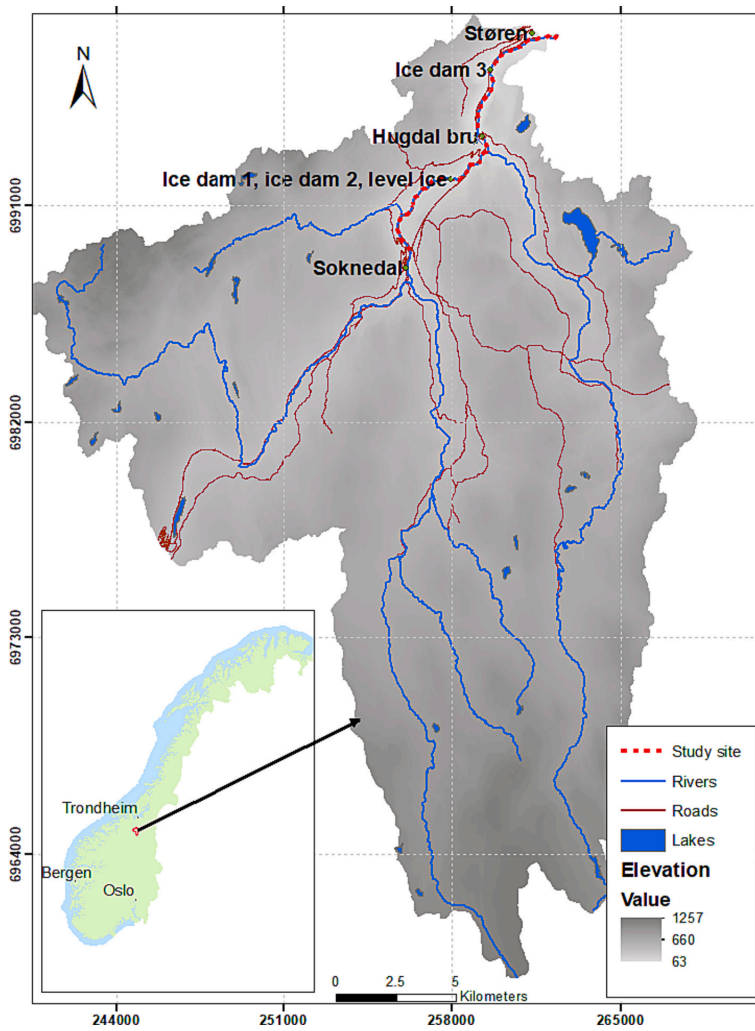 N
Støren
Ice dam 3
Hugdal bru
Ice dam 1, ice dam 2, level ice
Soknedal
6991000
6982000
6973000
6964000
Trondheim
Bergen
Oslo
Study site
Rivers
Roads
Lakes
Elevation
Value
1257
660
63
0 2.5 5
Kilometers
244000 251000 258000 265000